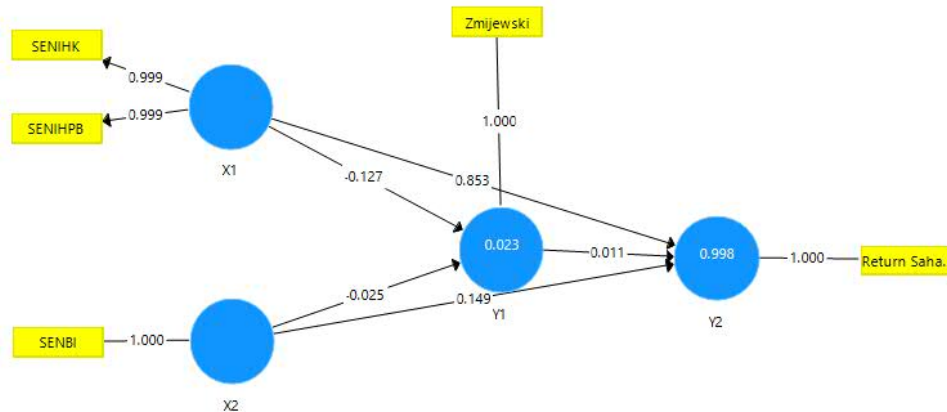 Zmijewski
SENIHK
0.999
SENIHPB
0.999
X1
1.000
-0.127
0.853
0.023
0.011
0.998
1.000
Return Saha.
-0.025
0.149
Y1
Y2
SENBI
1.000
X2